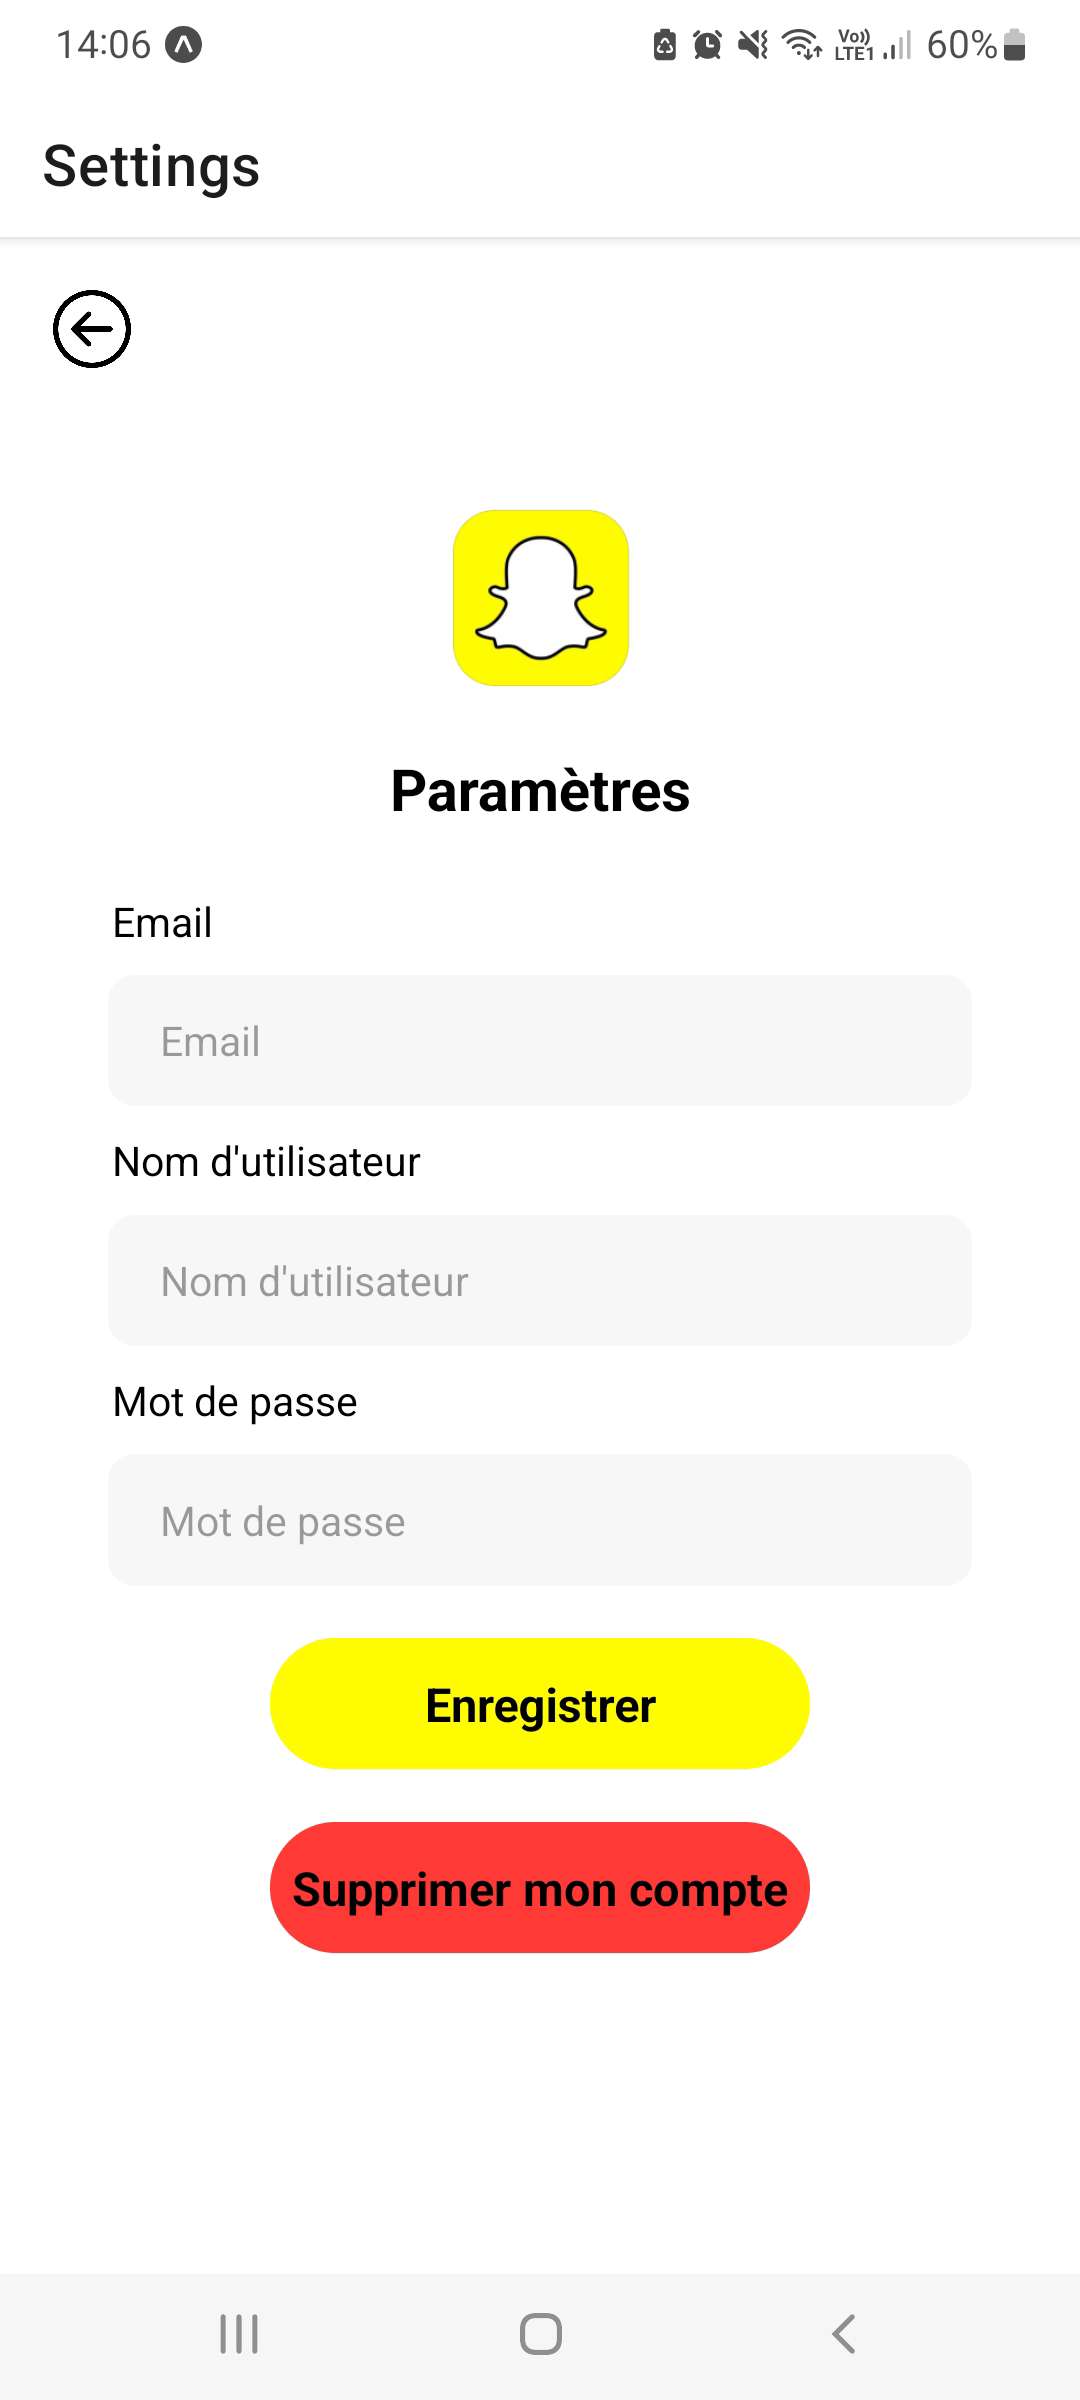 14:06 Vo)) LTE1 60%
Settings
Paramètres
Email
Email
Nom d'utilisateur
Nom d'utilisateur
Mot de passe
Mot de passe
Enregistrer
Supprimer mon compte